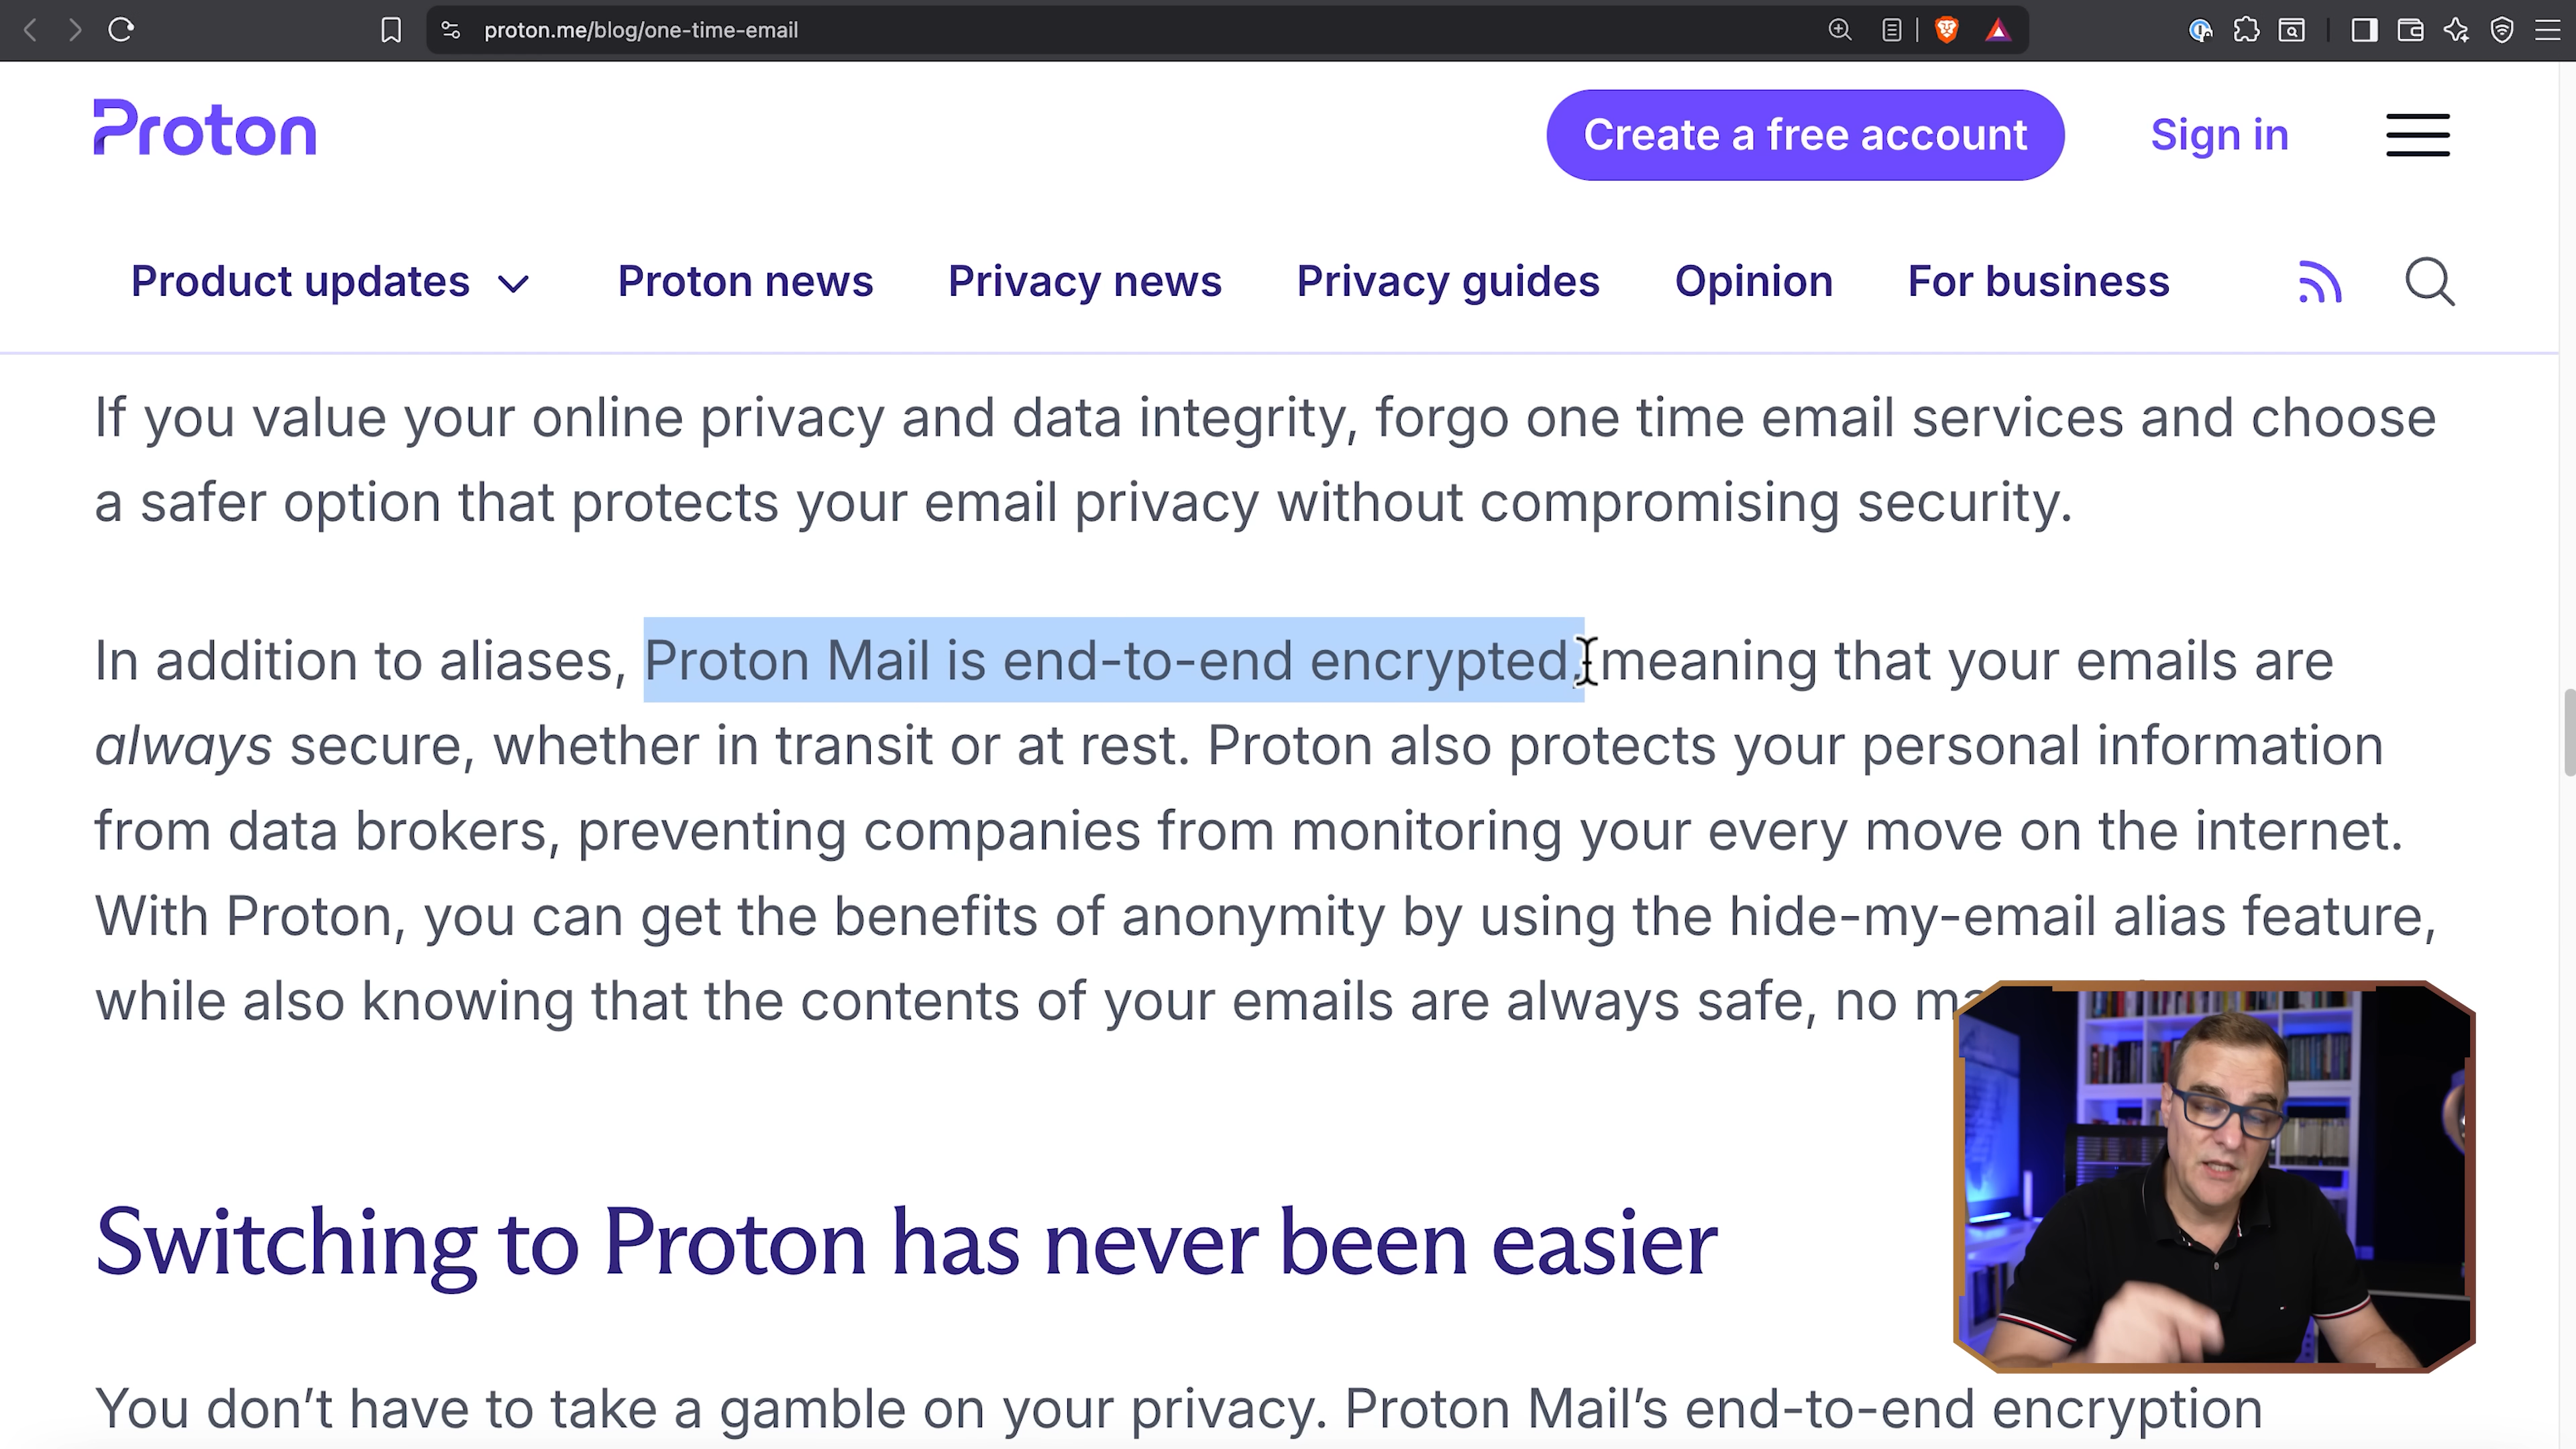 proton.me/blog/one-time-email
Proton
Create a free account
Sign in
Product updates
Proton news
Privacy news
Privacy guides
Opinion
For business
If you value your online privacy and data integrity, forgo one time email services and choose
a safer option that protects your email privacy without compromising security.
In addition to aliases, Proton Mail is end-to-end encrypted, meaning that your emails are
always secure, whether in transit or at rest. Proton also protects your personal information
from data brokers, preventing companies from monitoring your every move on the internet.
With Proton, you can get the benefits of anonymity by using the hide-my-email alias feature,
while also knowing that the contents of your emails are always safe, no
Switching to Proton has never been easier
You don’t have to take a gamble on your privacy. Proton Mail’s end-to-end encryption